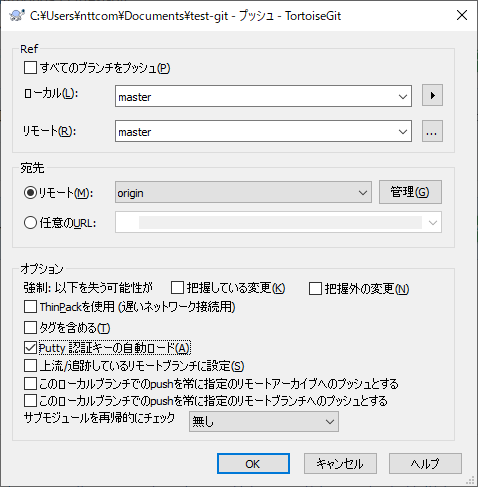 C:¥Users¥nttcom¥Documents¥test-git - プッシュ - TortoiseGit
Ref
すべてのブランチをプッシュ(P)
ローカル(L): master
リモート(R): master ...
宛先
リモート(M): origin 管理(G)
任意のURL:
オプション
強制: 以下を失う可能性が 把握している変更(K) 把握外の変更(N)
ThinPackを使用 (遅いネットワーク接続用)
タグを含める(T)
Putty 認証キーの自動ロード(A)
上流/追跡しているリモートブランチに設定(S)
このローカルブランチでのpushを常に指定のリモートアーカイブへのプッシュとする
このローカルブランチでのpushを常に指定のリモートブランチへのプッシュとする
サブモジュールを再帰的にチェック 無し
OK キャンセル ヘルプ